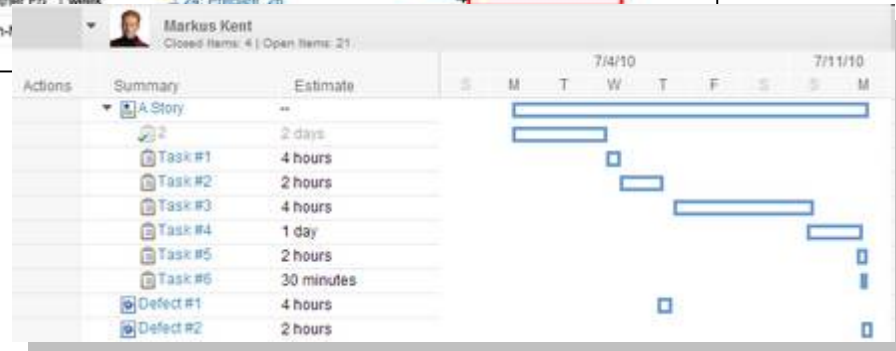 Markus Kent
Closed Items: 4 | Open Items: 21
7/4/10 7/11/10
Actions Summary Estimate S M T W T F S S M
A Story --
2 2 days
Task #1 4 hours
Task #2 2 hours
Task #3 4 hours
Task #4 1 day
Task #5 2 hours
Task #6 30 minutes
Defect #1 4 hours
Defect #2 2 hours